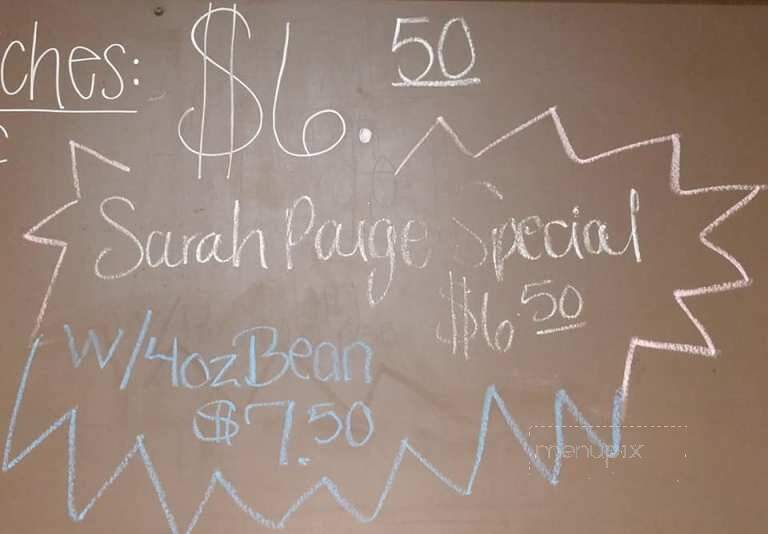 ches: $6.50
Sarah Paige Special
$6.50
W/4oz Bean
$7.50
menupix